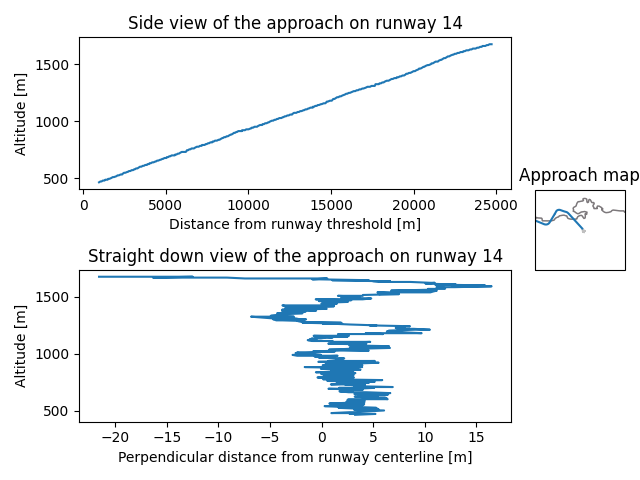 Side view of the approach on runway 14
1500
1000
500
Altitude [m]
0
5000
10000
15000
20000
25000
Distance from runway threshold [m]
Approach map
Straight down view of the approach on runway 14
1500
1000
500
Altitude [m]
−20
−15
−10
−5
0
5
10
15
Perpendicular distance from runway centerline [m]